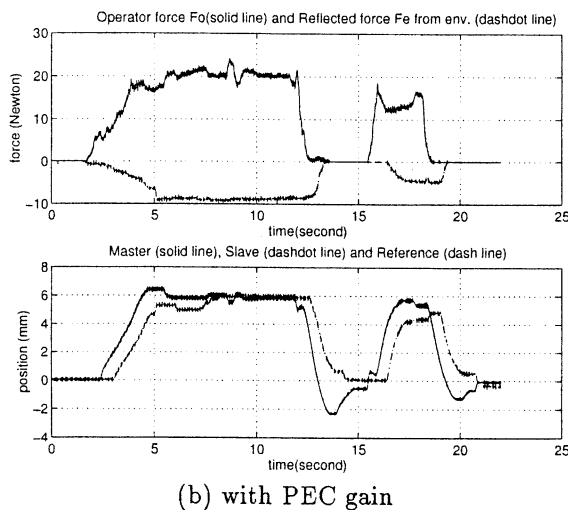 Operator force Fo(solid line) and Reflected force Fe from env. (dashdot line)
30
20
10
0
-10
force (Newton)
0 5 10 15 20 25
time(second)
Master (solid line), Slave (dashdot line) and Reference (dash line)
8
6
4
2
0
-2
-4
position (mm)
0 5 10 15 20 25
time(second)
(b) with PEC gain